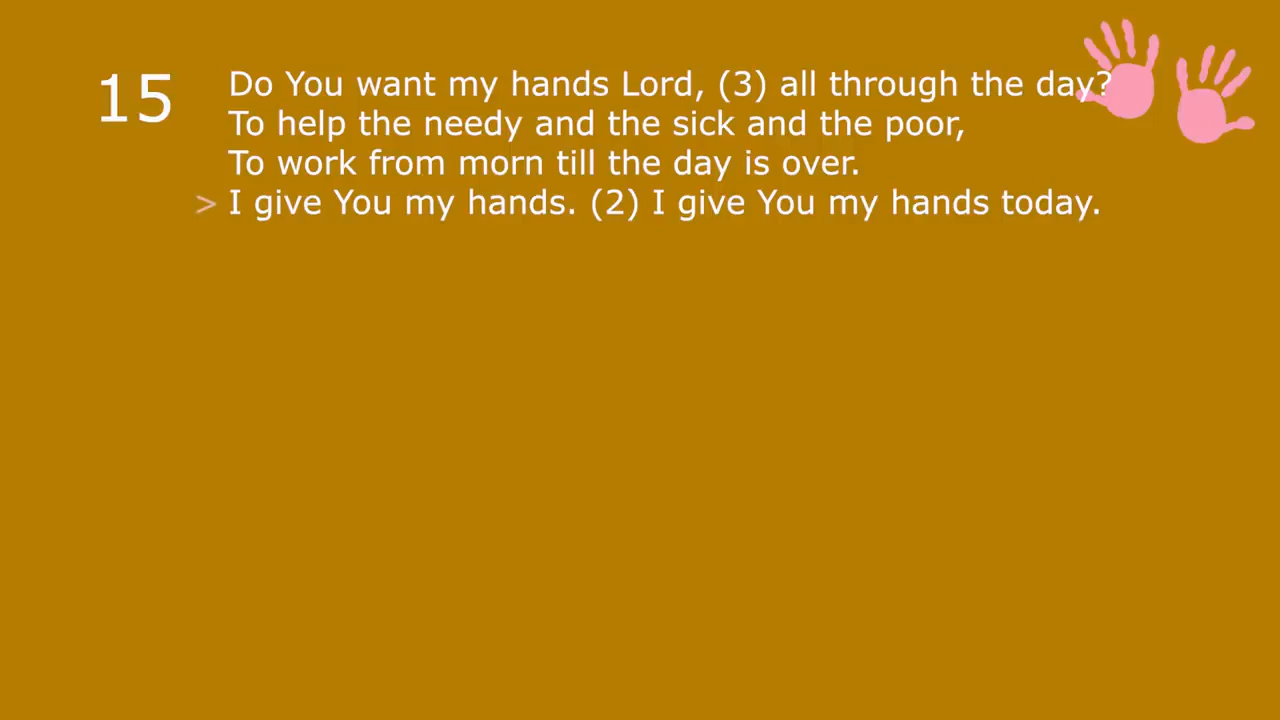 15
Do You want my hands Lord, (3) all through the day?
To help the needy and the sick and the poor,
To work from morn till the day is over.
> I give You my hands. (2) I give You my hands today.